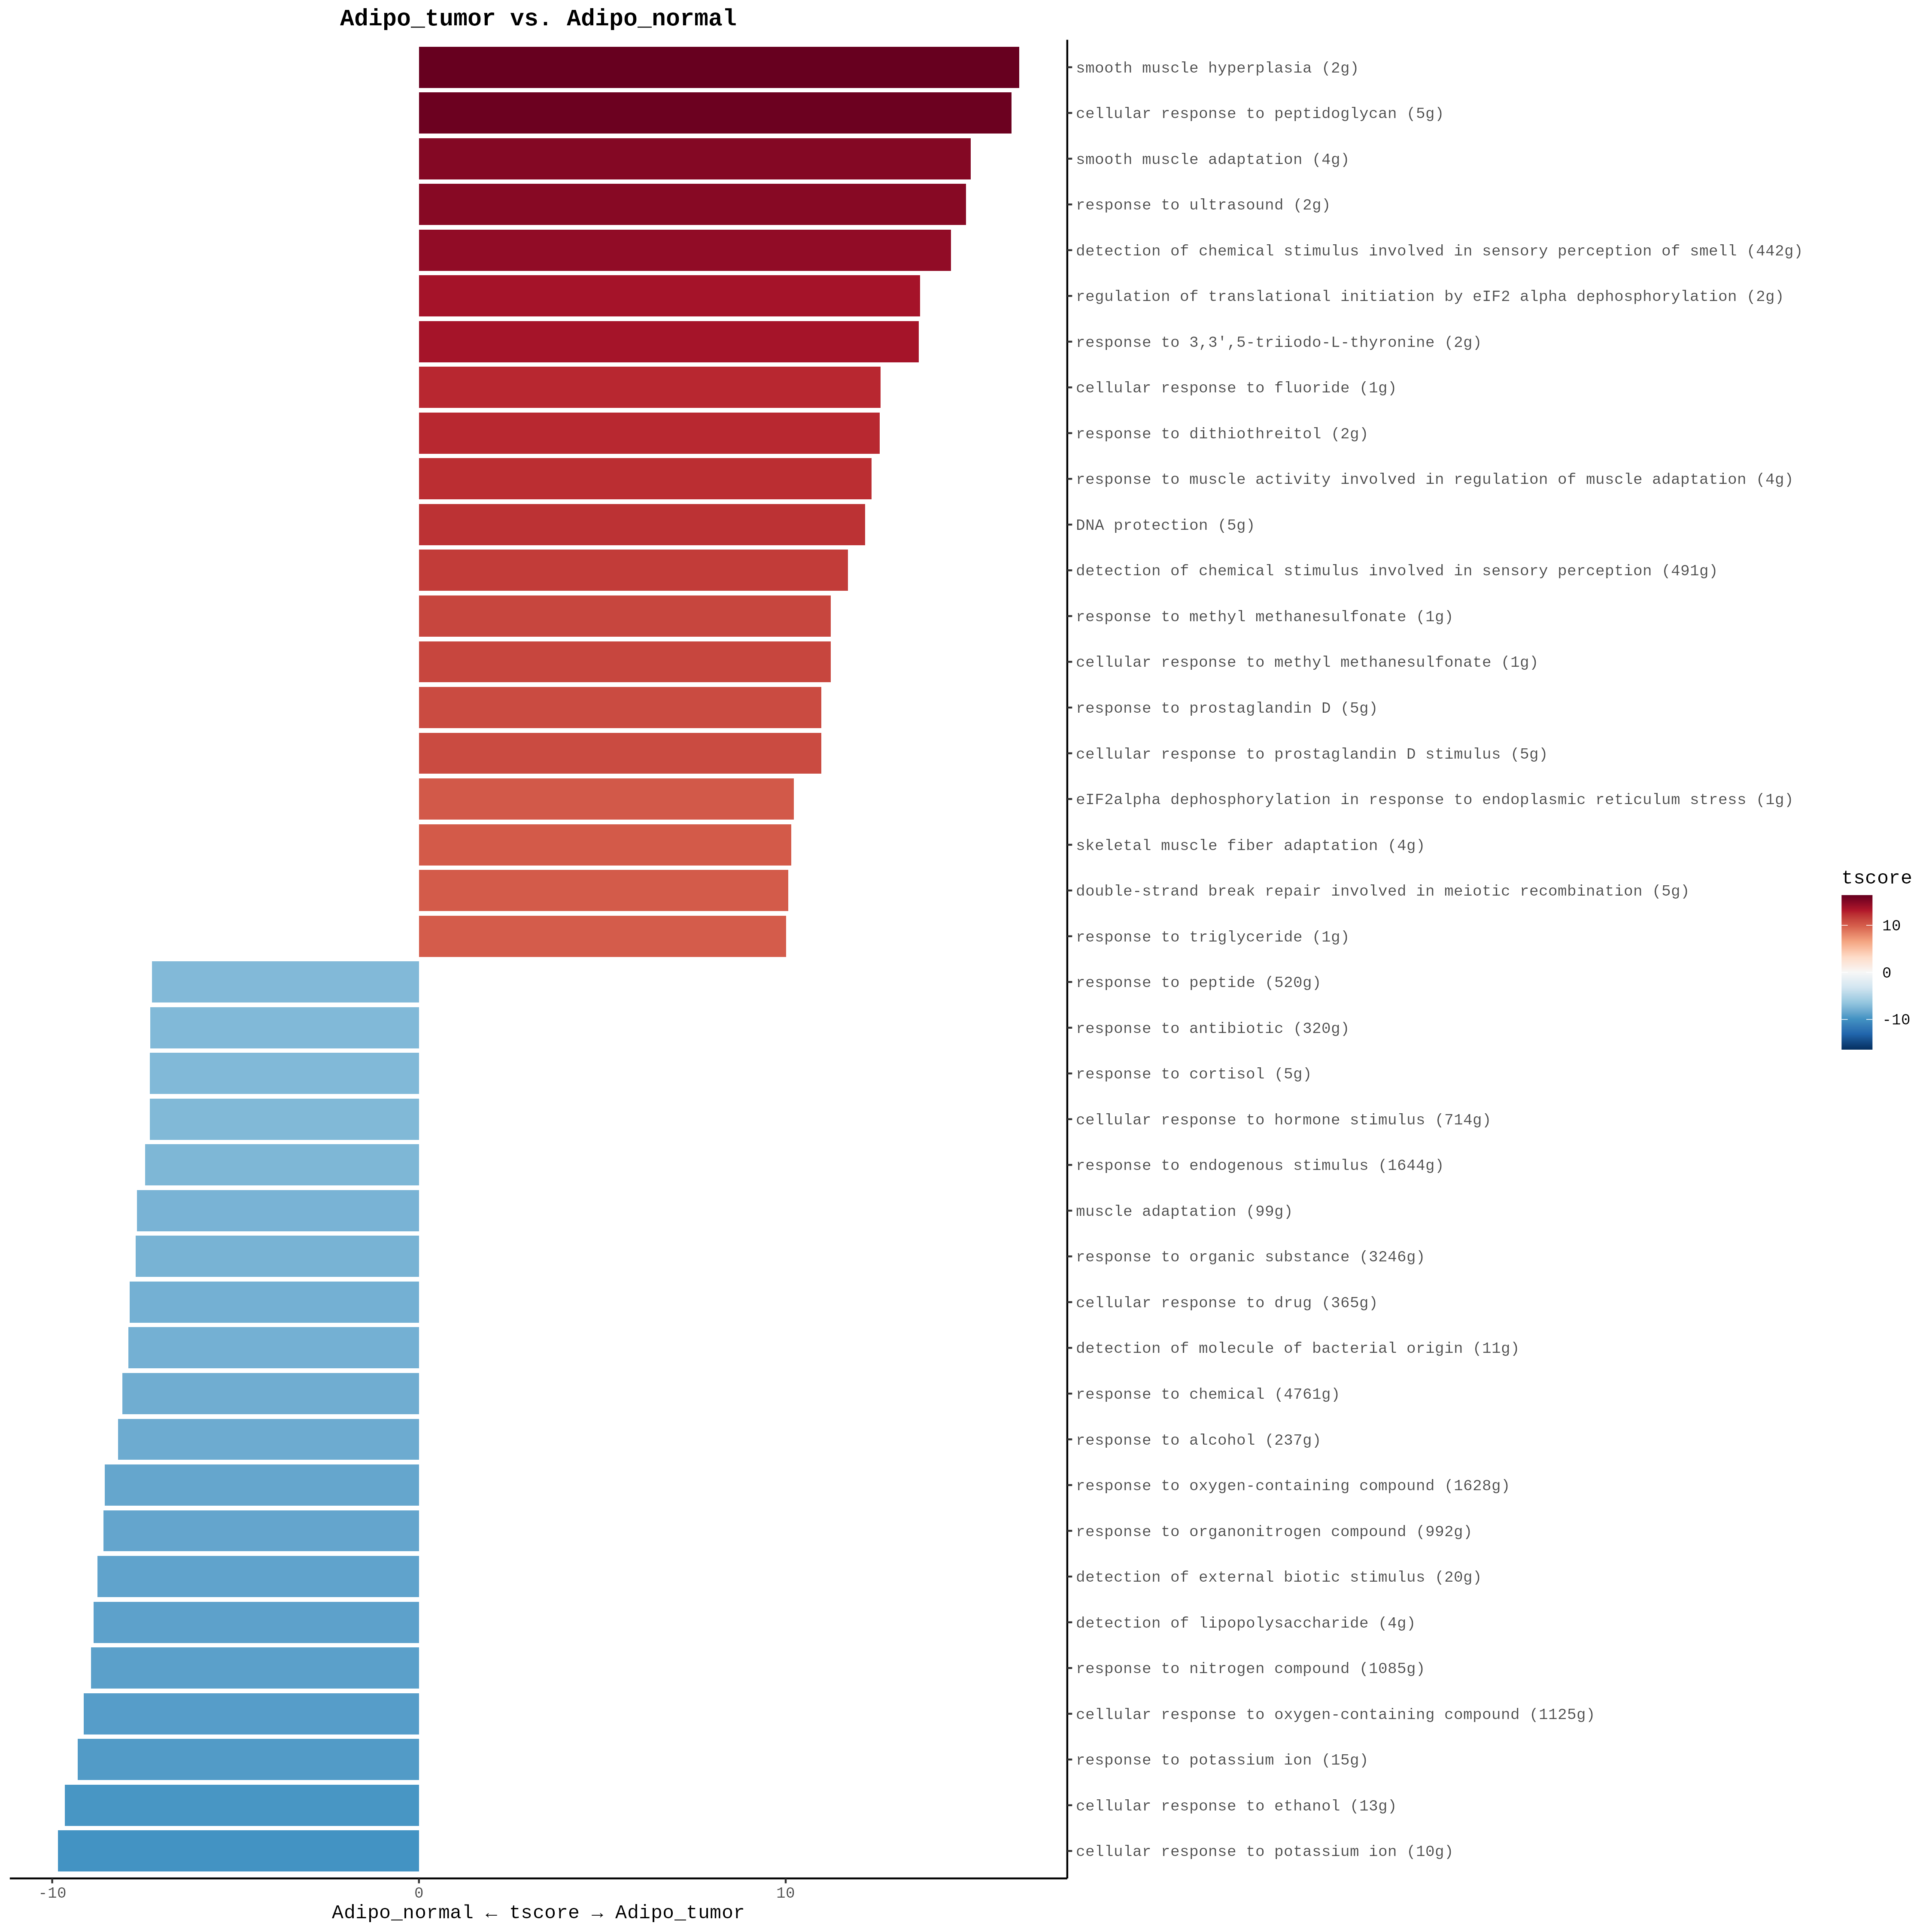 Adipo_tumor vs. Adipo_normal
smooth muscle hyperplasia (2g)
cellular response to peptidoglycan (5g)
smooth muscle adaptation (4g)
response to ultrasound (2g)
detection of chemical stimulus involved in sensory perception of smell (442g)
regulation of translational initiation by eIF2 alpha dephosphorylation (2g)
response to 3,3',5-triiodo-L-thyronine (2g)
cellular response to fluoride (1g)
response to dithiothreitol (2g)
response to muscle activity involved in regulation of muscle adaptation (4g)
DNA protection (5g)
detection of chemical stimulus involved in sensory perception (491g)
response to methyl methanesulfonate (1g)
cellular response to methyl methanesulfonate (1g)
response to prostaglandin D (5g)
cellular response to prostaglandin D stimulus (5g)
eIF2alpha dephosphorylation in response to endoplasmic reticulum stress (1g)
skeletal muscle fiber adaptation (4g)
double-strand break repair involved in meiotic recombination (5g)
response to triglyceride (1g)
response to peptide (520g)
response to antibiotic (320g)
response to cortisol (5g)
cellular response to hormone stimulus (714g)
response to endogenous stimulus (1644g)
muscle adaptation (99g)
response to organic substance (3246g)
cellular response to drug (365g)
detection of molecule of bacterial origin (11g)
response to chemical (4761g)
response to alcohol (237g)
response to oxygen-containing compound (1628g)
response to organonitrogen compound (992g)
detection of external biotic stimulus (20g)
detection of lipopolysaccharide (4g)
response to nitrogen compound (1085g)
cellular response to oxygen-containing compound (1125g)
response to potassium ion (15g)
cellular response to ethanol (13g)
cellular response to potassium ion (10g)
-10 0 10
Adipo_normal ← tscore → Adipo_tumor
tscore
10
0
-10